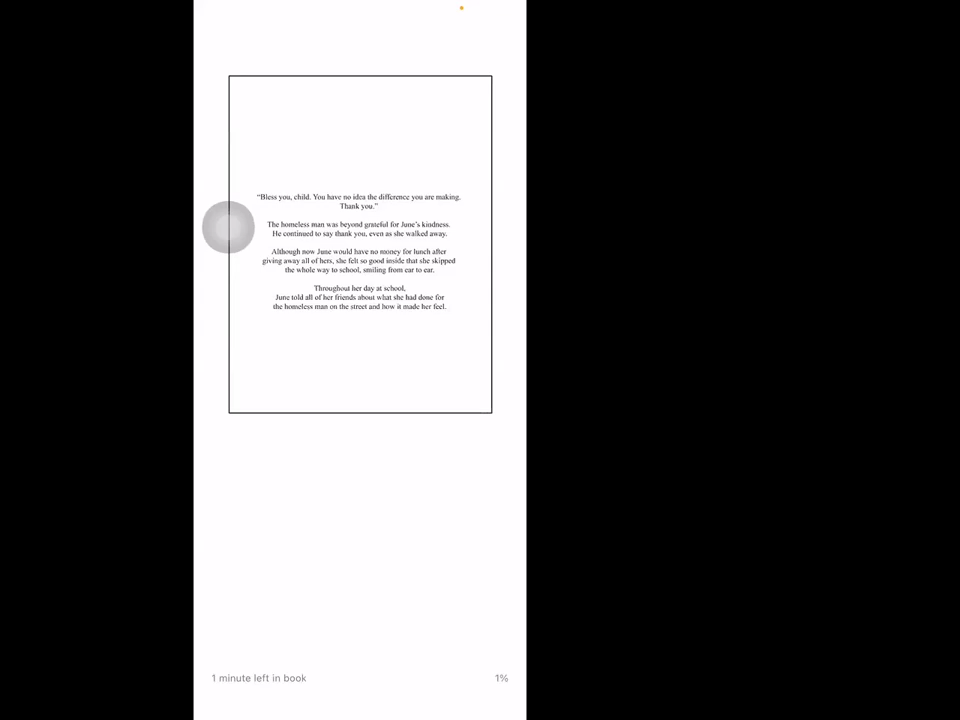 “Bless you, child. You have no idea the difference you are making.
Thank you.”
The homeless man was beyond grateful for June’s kindness.
He continued to say thank you, even as she walked away.
Although now June would have no money for lunch after
giving away all of hers, she felt so good inside that she skipped
the whole way to school, smiling from ear to ear.
Throughout her day at school,
June told all of her friends about what she had done for
the homeless man on the street and how it made her feel.
1 minute left in book
1%